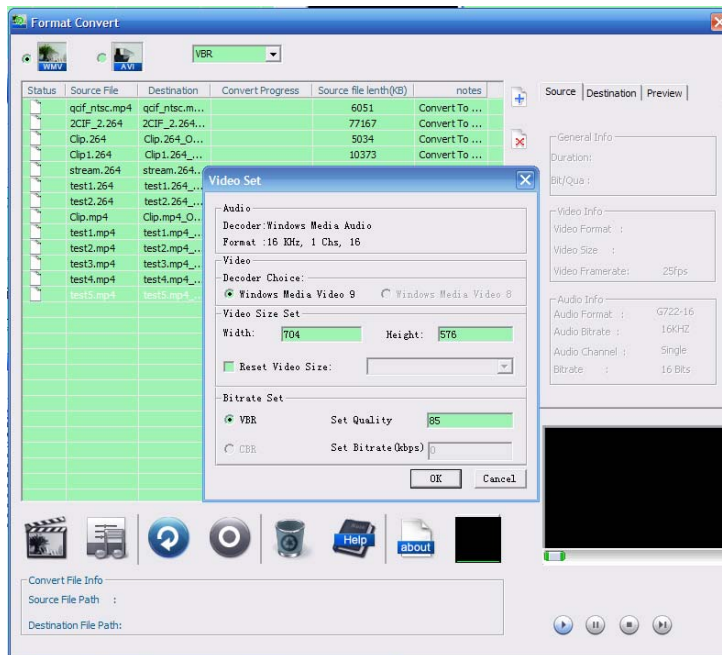 Format Convert
WMV
AVI
VBR
Status Source File Destination Convert Progress Source file lenth(KB) notes
qcif_ntsc.mp4 qcif_ntsc.m... 6051 Convert To ...
2CIF_2.264 2CIF_2.264... 77167 Convert To ...
Clip.264 Clip.264_O... 5034 Convert To ...
Clip1.264 Clip1.264_... 10373 Convert To ...
stream.264 stream.264...
test1.264 test1.264_...
test2.264 test2.264_...
Clip.mp4 Clip.mp4_O...
test1.mp4 test1.mp4_...
test2.mp4 test2.mp4_...
test3.mp4 test3.mp4_...
test4.mp4 test4.mp4_...
test5.mp4 test5.mp4_...
Video Set
Audio
Decoder:Windows Media Audio
Format :16 KHz, 1 Chs, 16
Video
Decoder Choice:
Windows Media Video 9 Windows Media Video 8
Video Size Set
Width: 704 Height: 576
Reset Video Size:
Bitrate Set
VBR Set Quality 85
CBR Set Bitrate(kbps) 0
OK Cancel
Source Destination Preview
General Info
Duration:
Bit/Qua :
Video Info
Video Format :
Video Size :
Video Framerate: 25fps
Audio Info
Audio Format : G722-16
Audio Bitrate : 16KHZ
Audio Channel : Single
Bitrate : 16 Bits
Help
about
Convert File Info
Source File Path :
Destination File Path: